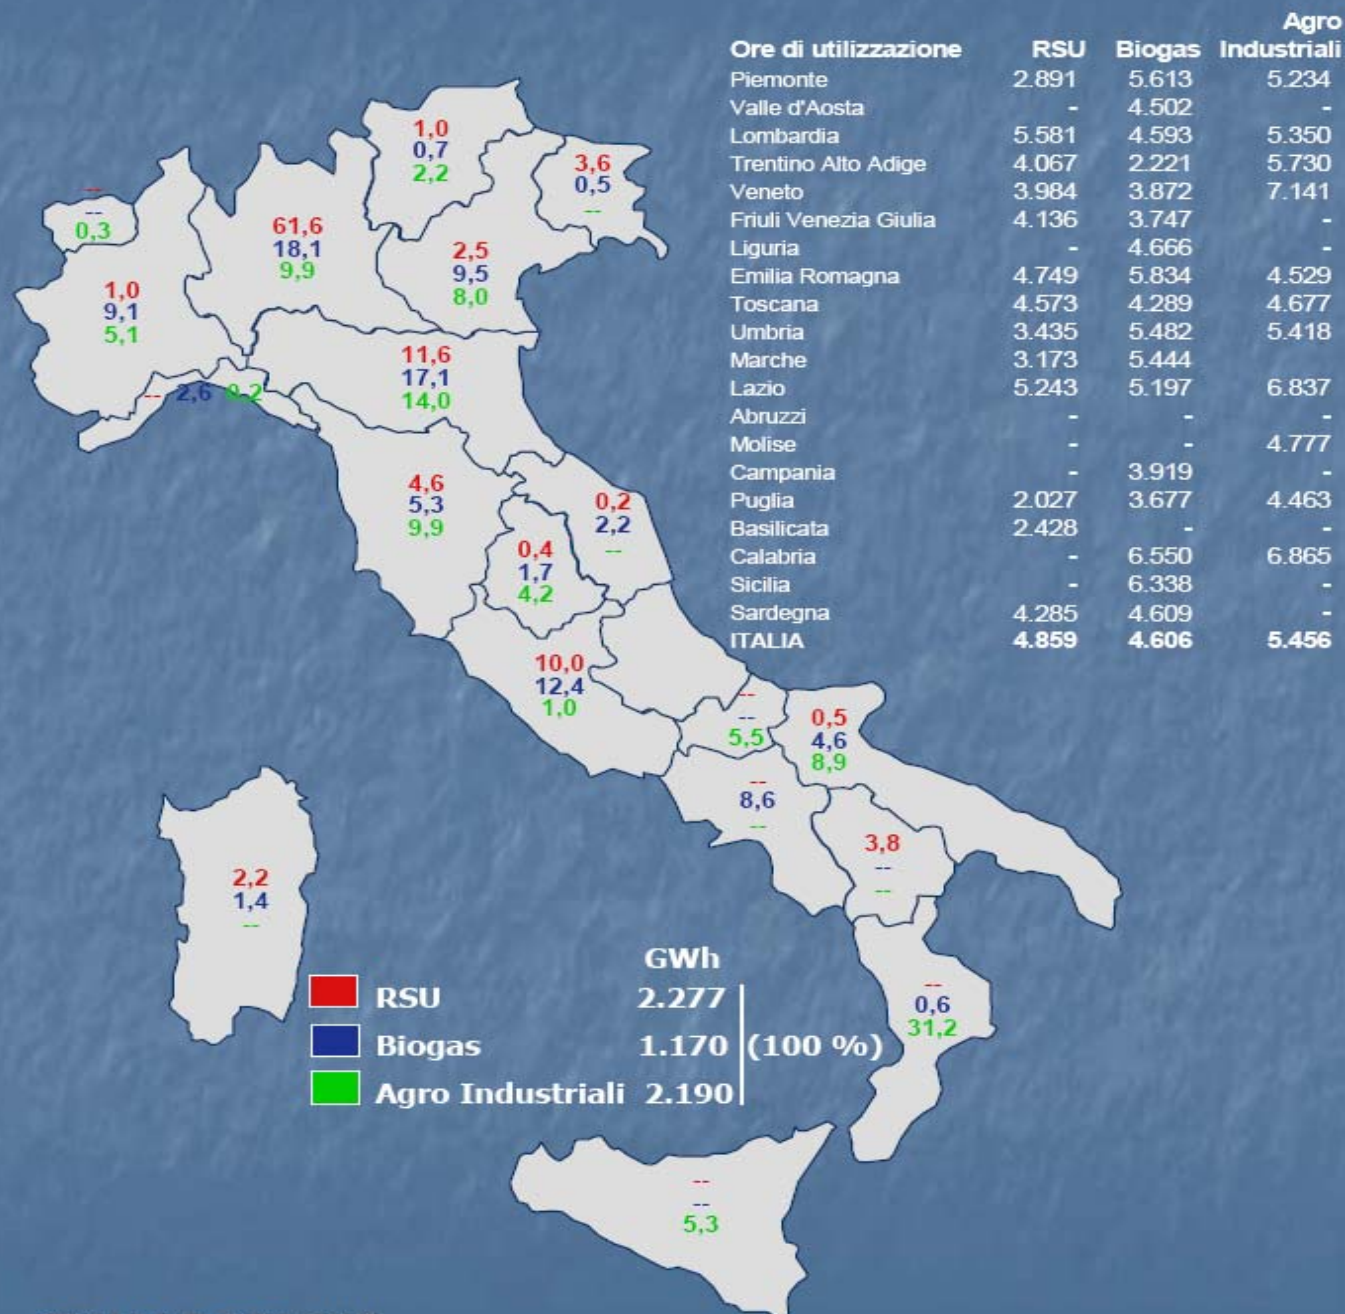 Agro
Ore di utilizzazione RSU Biogas Industriali
Piemonte 2.891 5.613 5.234
Valle d'Aosta - 4.502 -
Lombardia 5.581 4.593 5.350
Trentino Alto Adige 4.067 2.221 5.730
Veneto 3.984 3.872 7.141
Friuli Venezia Giulia 4.136 3.747 -
Liguria - 4.666 -
Emilia Romagna 4.749 5.834 4.529
Toscana 4.573 4.289 4.677
Umbria 3.435 5.482 5.418
Marche 3.173 5.444
Lazio 5.243 5.197 6.837
Abruzzi - - -
Molise - - 4.777
Campania - 3.919 -
Puglia 2.027 3.677 4.463
Basilicata 2.428 - -
Calabria - 6.550 6.865
Sicilia - 6.338 -
Sardegna 4.285 4.609 -
ITALIA 4.859 4.606 5.456
1,0
0,7
2,2
3,6
0,5
--
--
--
0,3
61,6
18,1
9,9
2,5
9,5
8,0
1,0
9,1
5,1
11,6
17,1
14,0
-- 2,6 0,2
4,6
5,3
9,9
0,2
2,2
--
0,4
1,7
4,2
10,0
12,4
1,0
--
--
5,5
0,5
4,6
8,9
--
8,6
--
3,8
--
--
2,2
1,4
--
--
0,6
31,2
GWh
RSU 2.277
Biogas 1.170 (100 %)
Agro Industriali 2.190
--
--
5,3